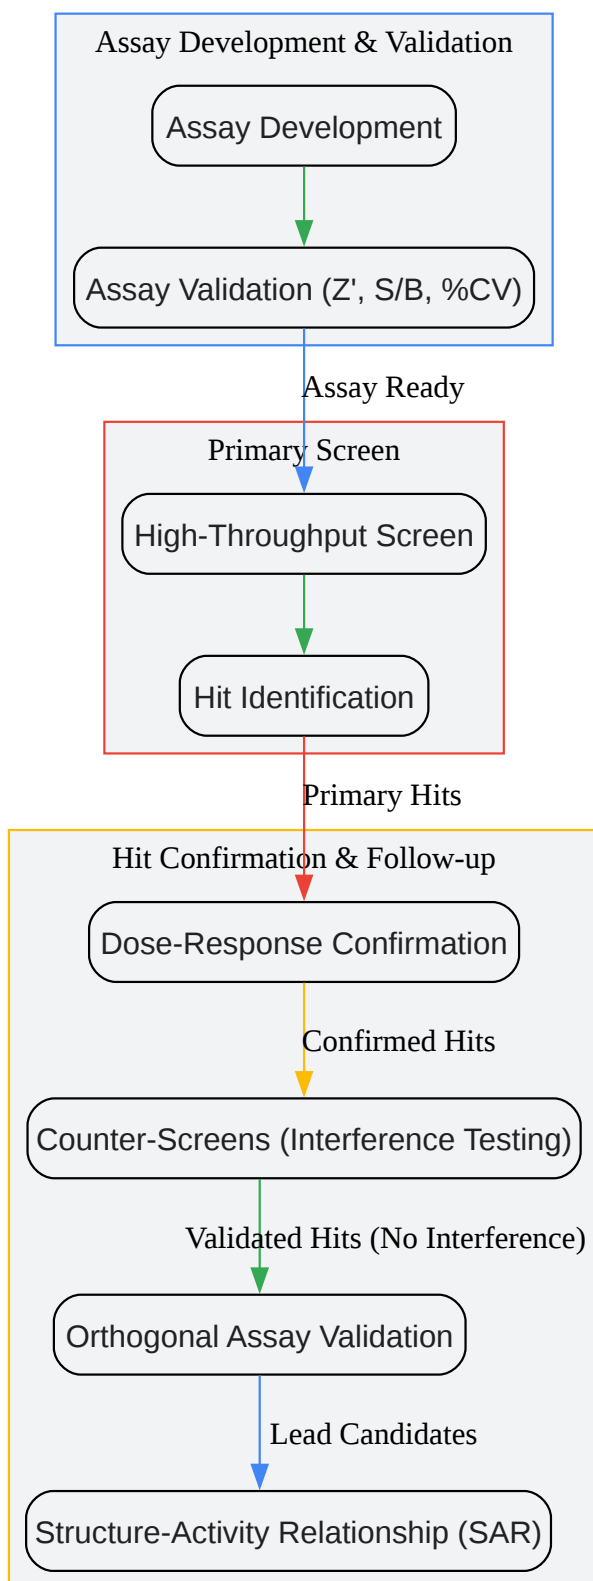 Assay Development & Validation
Assay Development
Assay Validation (Z', S/B, %CV)
Assay Ready
Primary Screen
High-Throughput Screen
Hit Identification
Primary Hits
Hit Confirmation & Follow-up
Dose-Response Confirmation
Confirmed Hits
Counter-Screens (Interference Testing)
Validated Hits (No Interference)
Orthogonal Assay Validation
Lead Candidates
Structure-Activity Relationship (SAR)